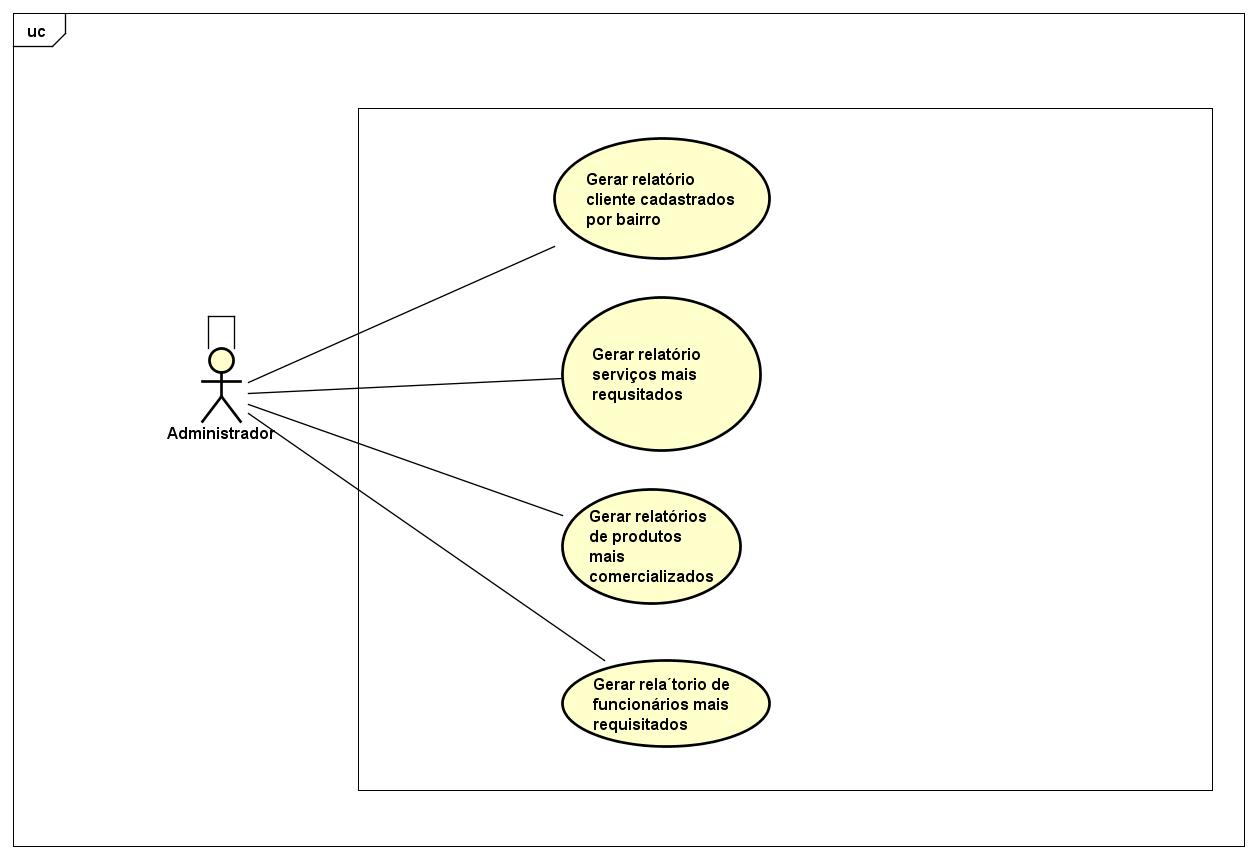 uc
Gerar relatório
cliente cadastrados
por bairro
Gerar relatório
serviços mais
requsitados
Administrador
Gerar relatórios
de produtos
mais
comercializados
Gerar rela´torio de
funcionários mais
requisitados